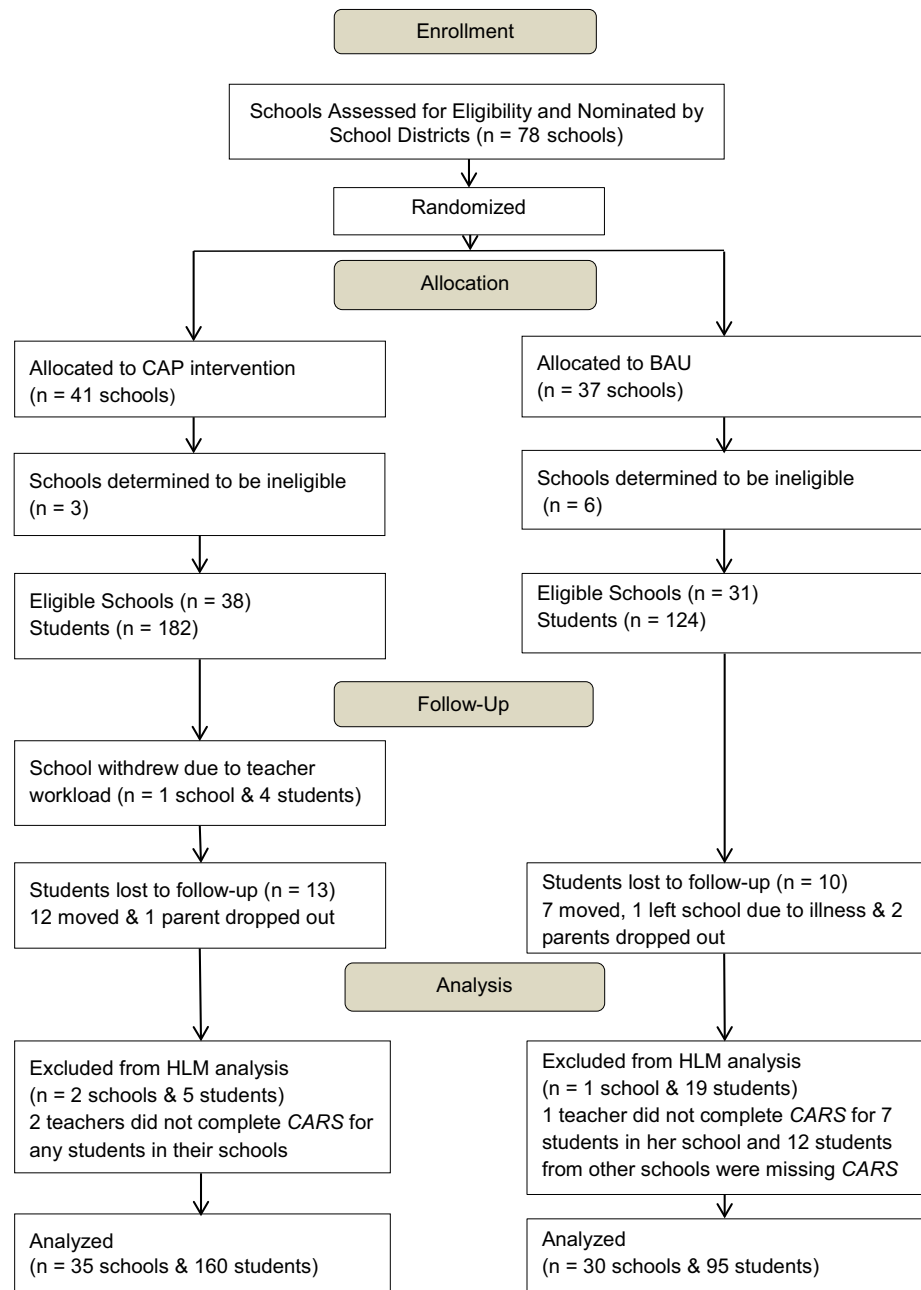 Enrollment
Schools Assessed for Eligibility and Nominated by
School Districts (n = 78 schools)
Randomized
Allocation
Allocated to CAP intervention
(n = 41 schools)
Allocated to BAU
(n = 37 schools)
Schools determined to be ineligible
(n = 3)
Schools determined to be ineligible
(n = 6)
Eligible Schools (n = 38)
Students (n = 182)
Eligible Schools (n = 31)
Students (n = 124)
Follow-Up
School withdrew due to teacher
workload (n = 1 school & 4 students)
Students lost to follow-up (n = 13)
12 moved & 1 parent dropped out
Students lost to follow-up (n = 10)
7 moved, 1 left school due to illness & 2
parents dropped out
Analysis
Excluded from HLM analysis
(n = 2 schools & 5 students)
2 teachers did not complete CARS for
any students in their schools
Excluded from HLM analysis
(n = 1 school & 19 students)
1 teacher did not complete CARS for 7
students in her school and 12 students
from other schools were missing CARS
Analyzed
(n = 35 schools & 160 students)
Analyzed
(n = 30 schools & 95 students)